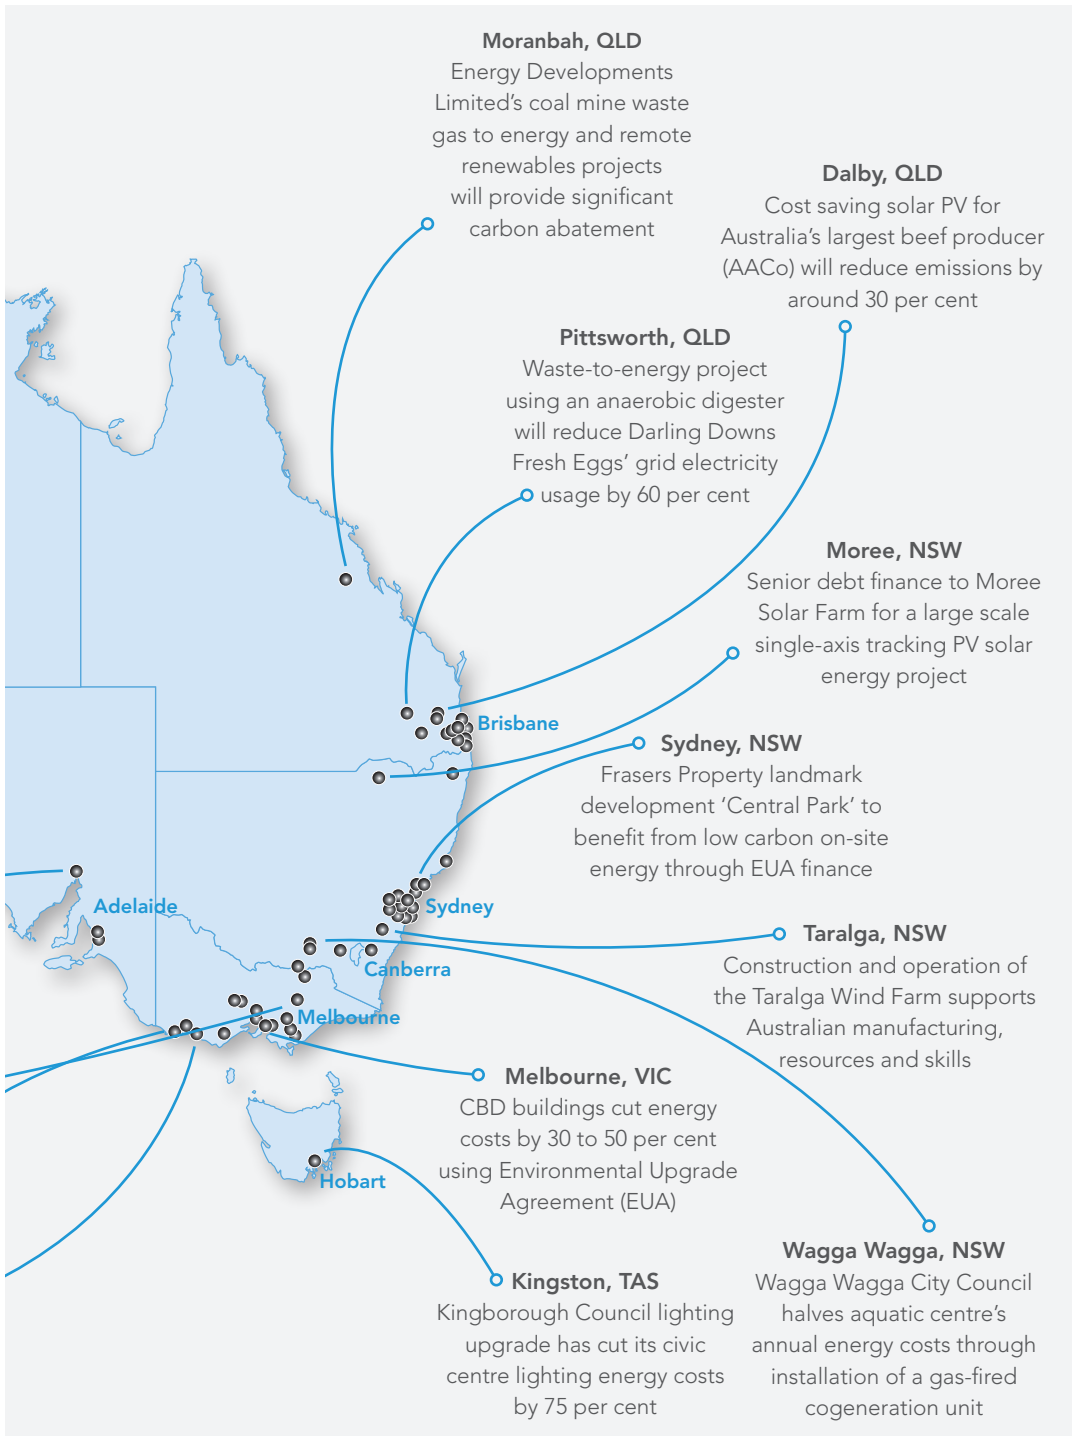 Moranbah, QLD
Energy Developments
Limited’s coal mine waste
gas to energy and remote
renewables projects
will provide significant
carbon abatement
Dalby, QLD
Cost saving solar PV for
Australia’s largest beef producer
(AACo) will reduce emissions by
around 30 per cent
Pittsworth, QLD
Waste-to-energy project
using an anaerobic digester
will reduce Darling Downs
Fresh Eggs’ grid electricity
usage by 60 per cent
Moree, NSW
Senior debt finance to Moree
Solar Farm for a large scale
single-axis tracking PV solar
energy project
Brisbane
Sydney, NSW
Frasers Property landmark
development ‘Central Park’ to
benefit from low carbon on-site
energy through EUA finance
Adelaide
Sydney
Canberra
Melbourne
Taralga, NSW
Construction and operation of
the Taralga Wind Farm supports
Australian manufacturing,
resources and skills
Melbourne, VIC
CBD buildings cut energy
costs by 30 to 50 per cent
using Environmental Upgrade
Agreement (EUA)
Hobart
Kingston, TAS
Kingborough Council lighting
upgrade has cut its civic
centre lighting energy costs
by 75 per cent
Wagga Wagga, NSW
Wagga Wagga City Council
halves aquatic centre’s
annual energy costs through
installation of a gas-fired
cogeneration unit